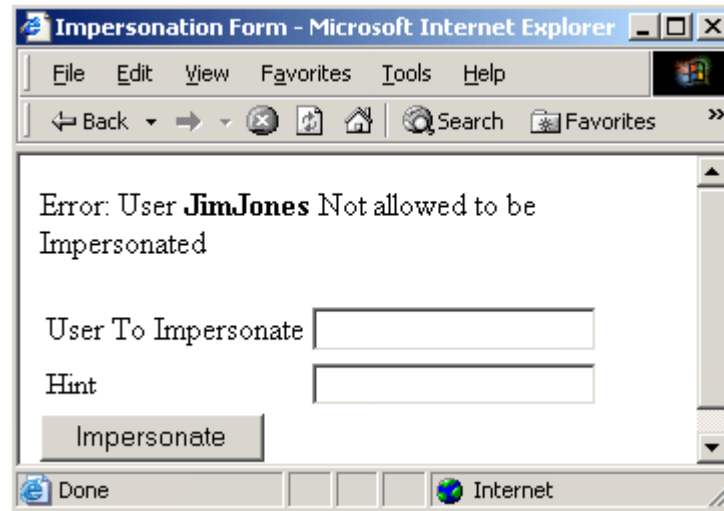 Impersonation Form - Microsoft Internet Explorer
File Edit View Favorites Tools Help
Back Search Favorites »
Error: User JimJones Not allowed to be
Impersonated
User To Impersonate
Hint
Impersonate
Done Internet